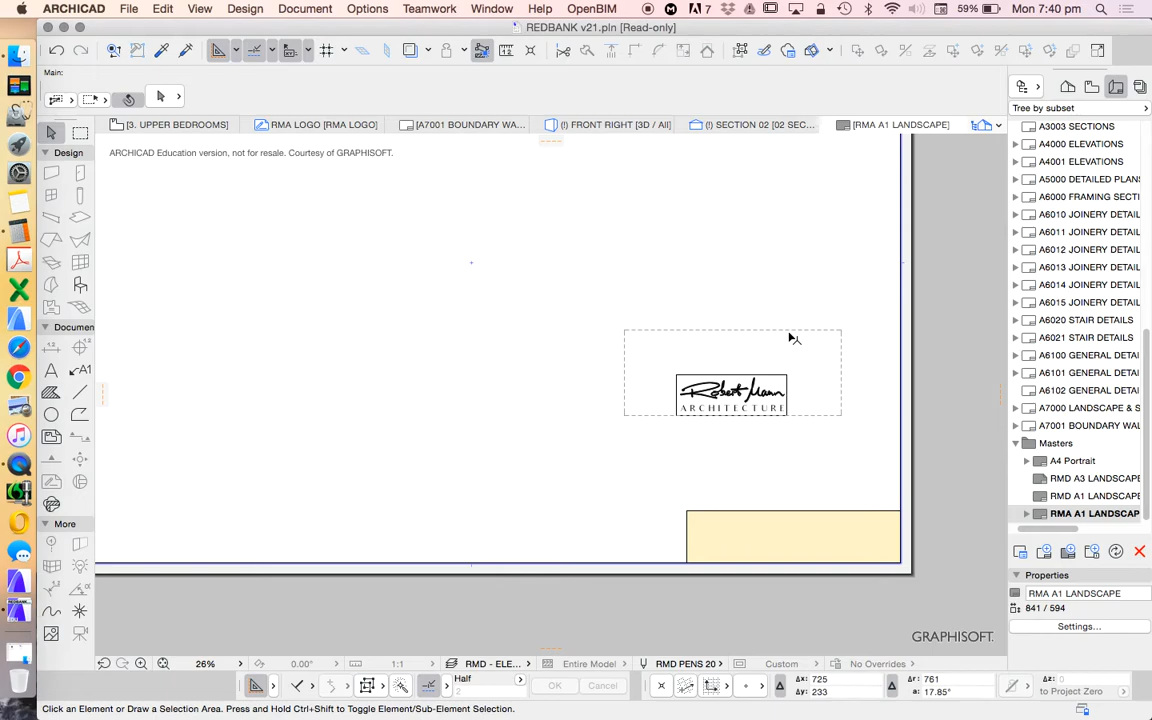 ARCHICAD File Edit View Design Document Options Teamwork Window Help OpenBIM
7 59% Mon 7:40 pm
REDBANK v21.pln [Read-only]
Main:
[3. UPPER BEDROOMS] RMA LOGO [RMA LOGO] [A7001 BOUNDARY WA... (!) FRONT RIGHT [3D / All] (!) SECTION 02 [02 SEC... [RMA A1 LANDSCAPE]
Design
Document
More
ARCHICAD Education version, not for resale. Courtesy of GRAPHISOFT.
Robert Mann
ARCHITECTURE
GRAPHISOFT.
Tree by subset
A3003 SECTIONS
A4000 ELEVATIONS
A4001 ELEVATIONS
A5000 DETAILED PLANS
A6000 FRAMING SECTI
A6010 JOINERY DETAIL
A6011 JOINERY DETAIL
A6012 JOINERY DETAIL
A6013 JOINERY DETAIL
A6014 JOINERY DETAIL
A6015 JOINERY DETAIL
A6020 STAIR DETAILS
A6021 STAIR DETAILS
A6100 GENERAL DETAI
A6101 GENERAL DETAI
A6102 GENERAL DETAI
A7000 LANDSCAPE & S
A7001 BOUNDARY WAL
Masters
A4 Portrait
RMD A3 LANDSCAPE
RMD A1 LANDSCAPE
RMA A1 LANDSCAP
Properties
RMA A1 LANDSCAPE
841 / 594
Settings...
26% 0.00° 1:1 RMD - ELE... Entire Model RMD PENS 20 Custom No Overrides
Half
2
OK Cancel
Δx: 725
Δy: 233
Δr: 761
a: 17.85°
Δz: 0
to Project Zero
Click an Element or Draw a Selection Area. Press and Hold Ctrl+Shift to Toggle Element/Sub-Element Selection.